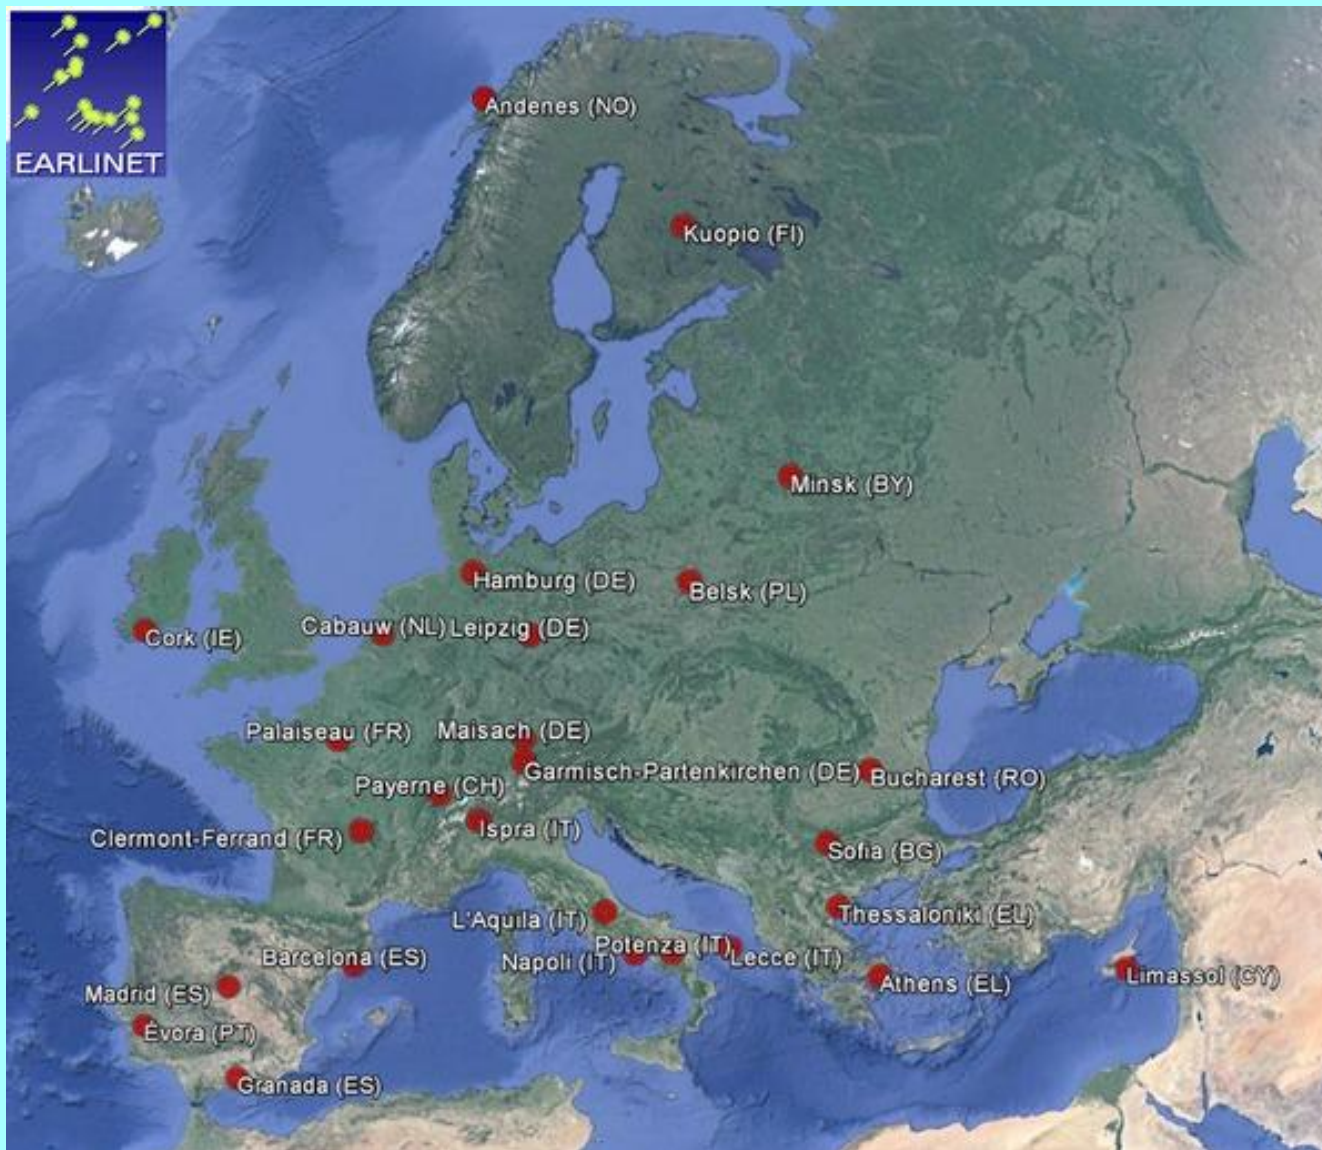 EARLINET
Andenes (NO)
Kuopio (FI)
Minsk (BY)
Hamburg (DE)
Belsk (PL)
Cabauw (NL)
Leipzig (DE)
Cork (IE)
Palaiseau (FR)
Maisach (DE)
Garmisch-Partenkirchen (DE)
Bucharest (RO)
Payerne (CH)
Clermont-Ferrand (FR)
Ispra (IT)
Sofia (BG)
L'Aquila (IT)
Thessaloniki (EL)
Potenza (IT)
Barcelona (ES)
Napoli (IT)
Lecce (IT)
Athens (EL)
Limassol (CY)
Madrid (ES)
Évora (PT)
Granada (ES)